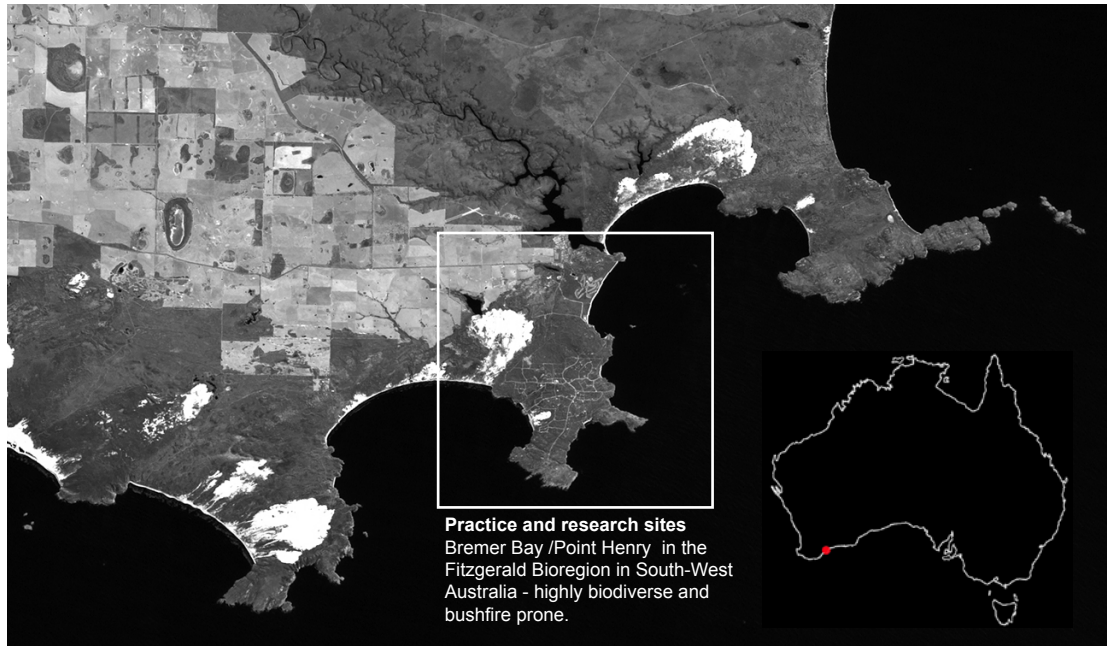 Practice and research sites
Bremer Bay /Point Henry  in the
Fitzgerald Bioregion in South-West
Australia - highly biodiverse and
bushfire prone.